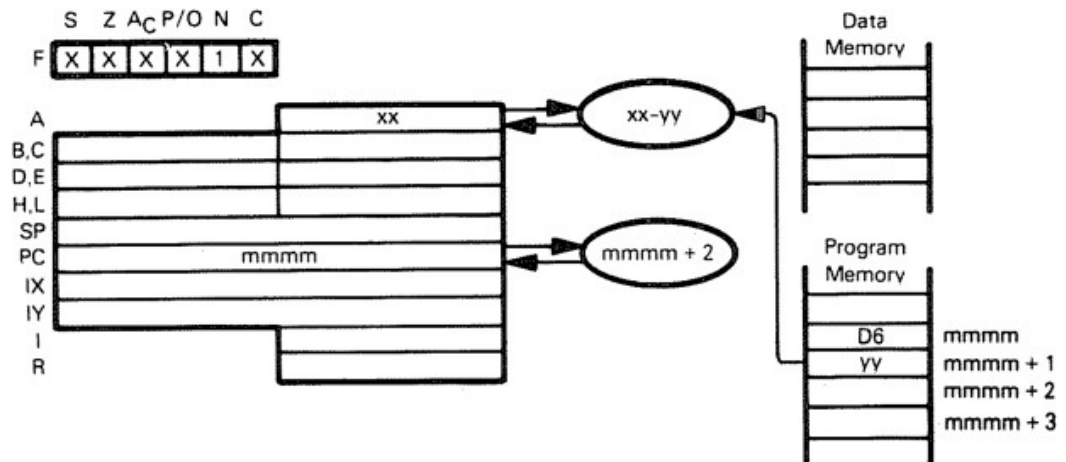 S Z AC P/O N C
F X X X X 1 X
A xx
B,C
D,E
H,L
SP
PC mmmm
IX
IY
I
R
xx-yy
mmmm + 2
Data
Memory
Program
Memory
D6 mmmm
yy mmmm + 1
mmmm + 2
mmmm + 3